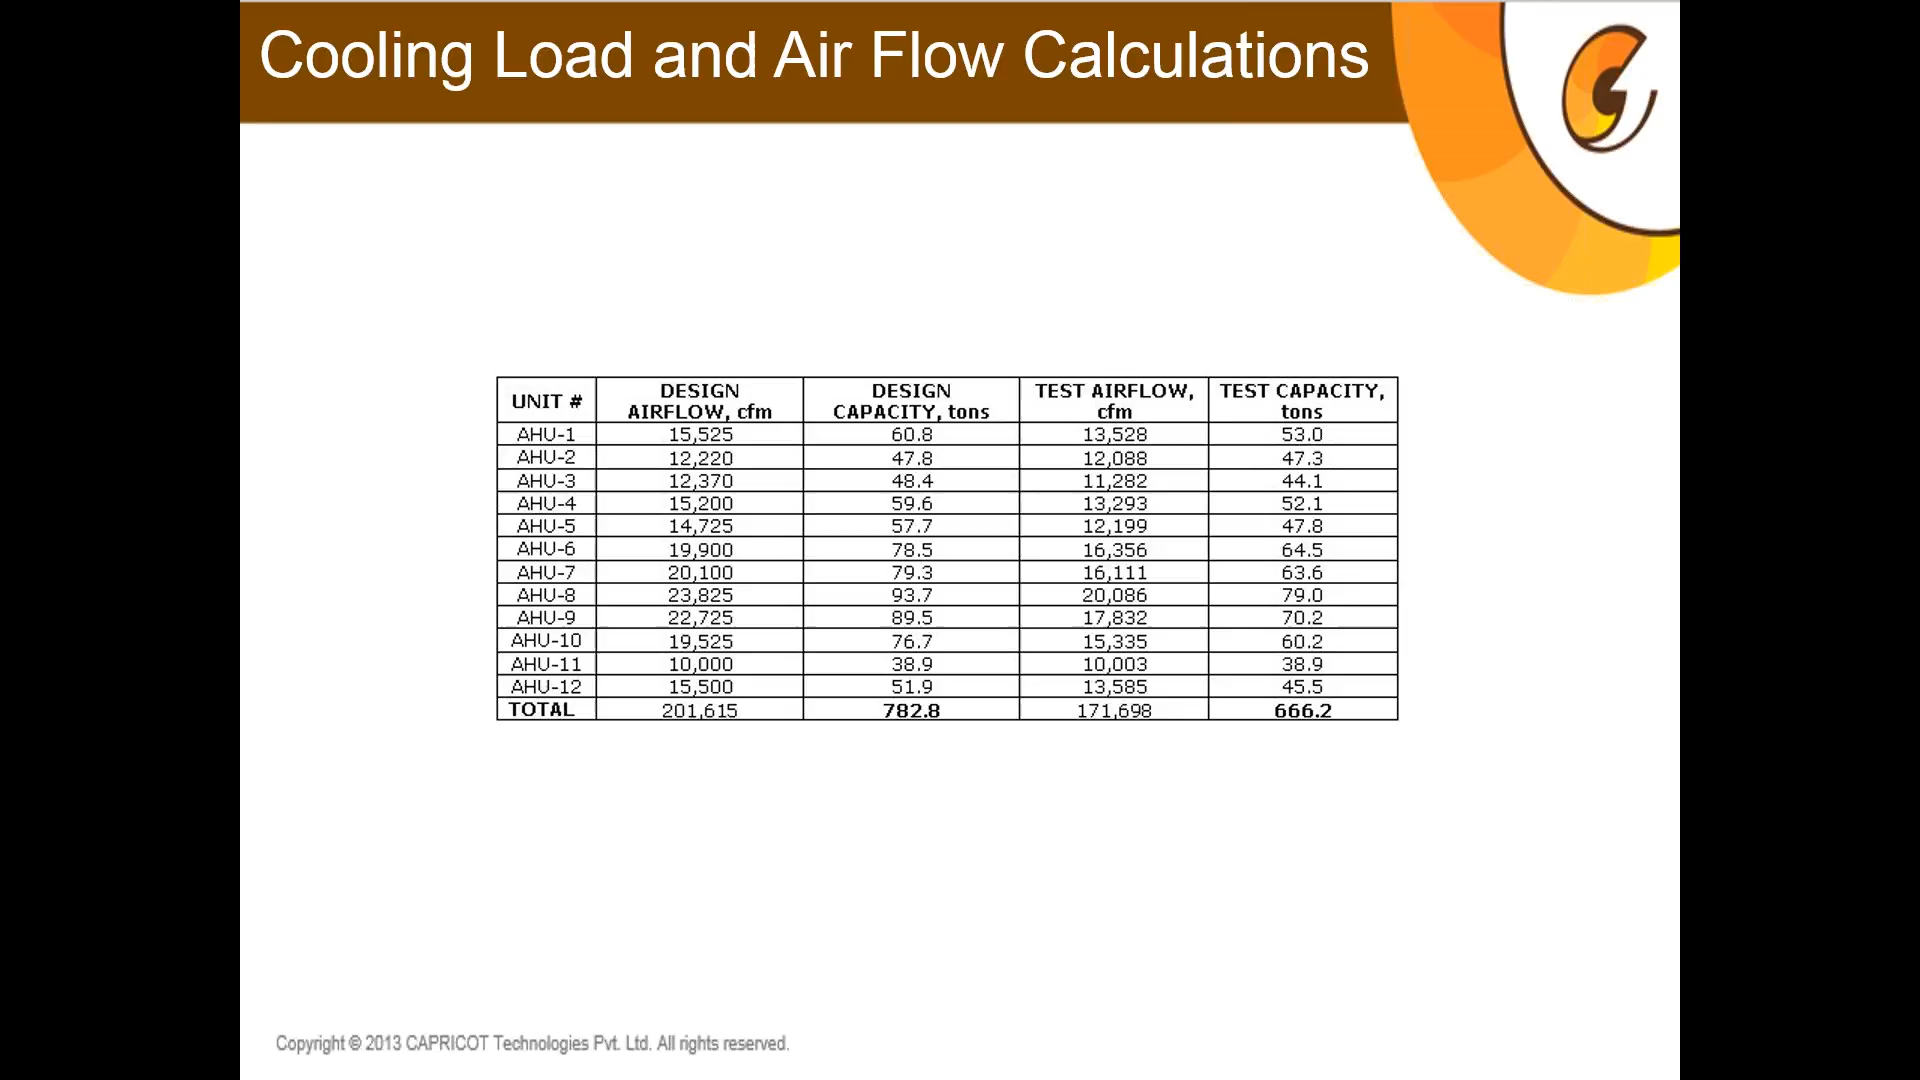 Cooling Load and Air Flow Calculations
UNIT # DESIGN AIRFLOW, cfm DESIGN CAPACITY, tons TEST AIRFLOW, cfm TEST CAPACITY, tons
AHU-1 15,525 60.8 13,528 53.0
AHU-2 12,220 47.8 12,088 47.3
AHU-3 12,370 48.4 11,282 44.1
AHU-4 15,200 59.6 13,293 52.1
AHU-5 14,725 57.7 12,199 47.8
AHU-6 19,900 78.5 16,356 64.5
AHU-7 20,100 79.3 16,111 63.6
AHU-8 23,825 93.7 20,086 79.0
AHU-9 22,725 89.5 17,832 70.2
AHU-10 19,525 76.7 15,335 60.2
AHU-11 10,000 38.9 10,003 38.9
AHU-12 15,500 51.9 13,585 45.5
TOTAL 201,615 782.8 171,698 666.2
Copyright © 2013 CAPRICOT Technologies Pvt. Ltd. All rights reserved.